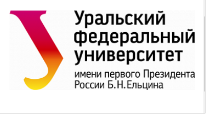 Уральский
федеральный
университет
имени первого Президента
России Б.Н.Ельцина